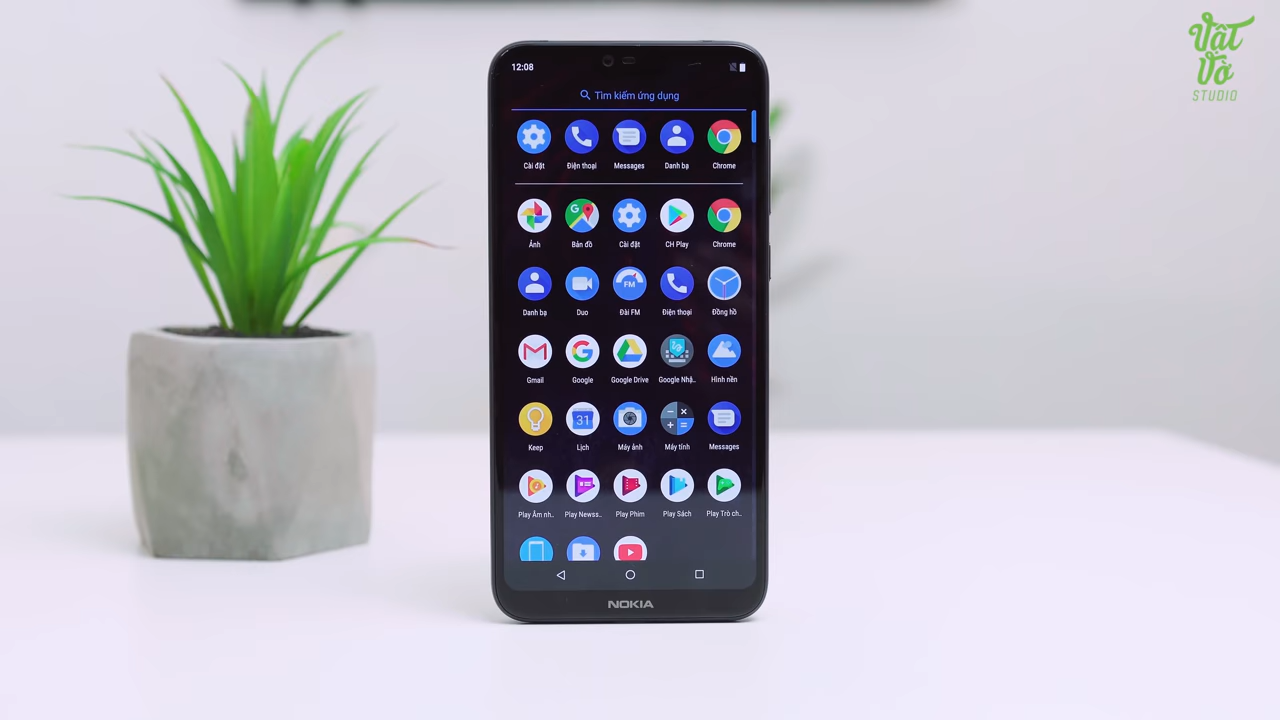 Vật
Vờ
STUDIO
12:08
Tìm kiếm ứng dụng
Cài đặt Điện thoại Messages Danh bạ Chrome
Ảnh Bản đồ Cài đặt CH Play Chrome
FM
Danh bạ Duo Đài FM Điện thoại Đồng hồ
Gmail Google Google Drive Google Nhậ.. Hình nền
31
Keep Lịch Máy ảnh Máy tính Messages
Play Âm nh.. Play Newss.. Play Phim Play Sách Play Trò ch..
NOKIA